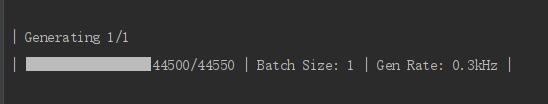 | Generating 1/1
| ████████████████44500/44550 | Batch Size: 1 | Gen Rate: 0.3kHz |